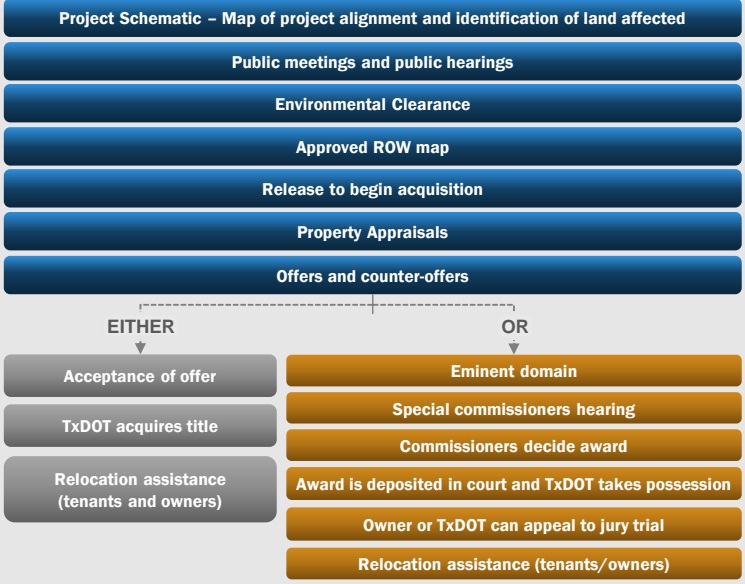 Project Schematic – Map of project alignment and identification of land affected
Public meetings and public hearings
Environmental Clearance
Approved ROW map
Release to begin acquisition
Property Appraisals
Offers and counter-offers
EITHER
Acceptance of offer
TxDOT acquires title
Relocation assistance
(tenants and owners)
OR
Eminent domain
Special commissioners hearing
Commissioners decide award
Award is deposited in court and TxDOT takes possession
Owner or TxDOT can appeal to jury trial
Relocation assistance (tenants/owners)